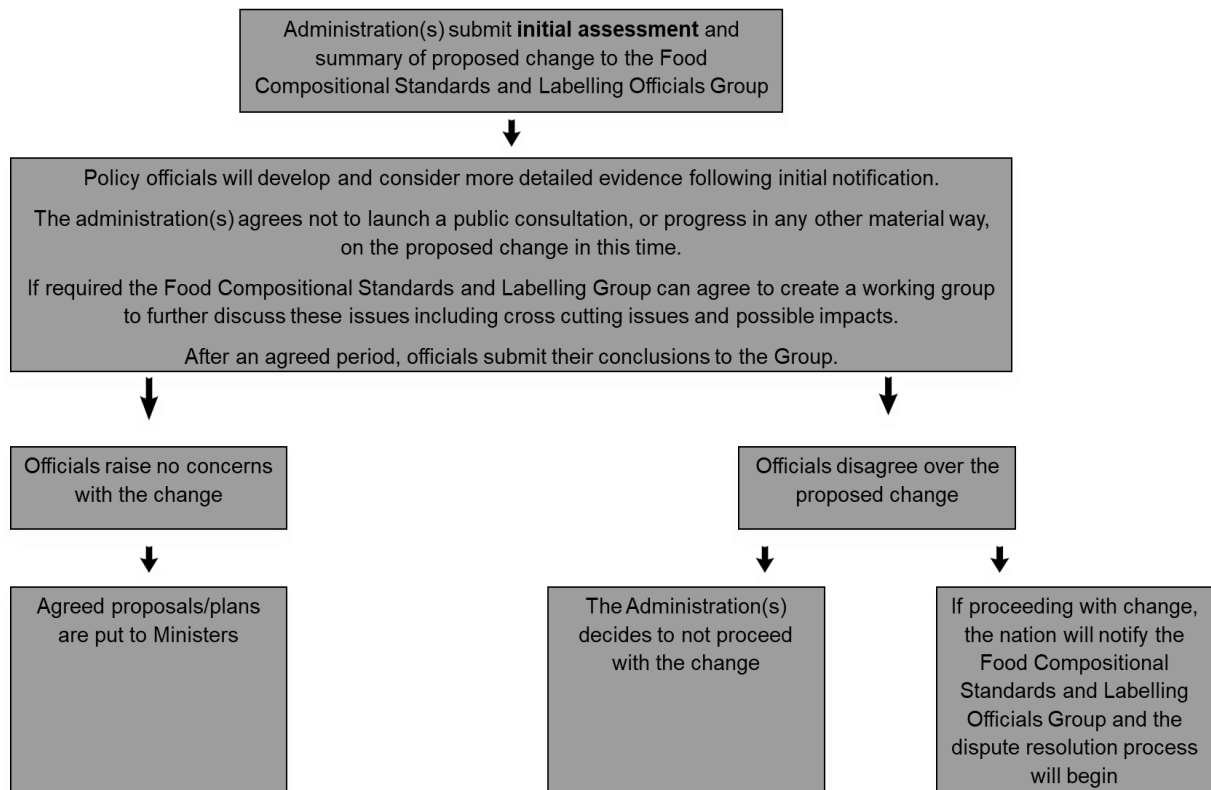 Administration(s) submit initial assessment and
summary of proposed change to the Food
Compositional Standards and Labelling Officials Group
Policy officials will develop and consider more detailed evidence following initial notification.
The administration(s) agrees not to launch a public consultation, or progress in any other material way,
on the proposed change in this time.
If required the Food Compositional Standards and Labelling Group can agree to create a working group
to further discuss these issues including cross cutting issues and possible impacts.
After an agreed period, officials submit their conclusions to the Group.
Officials raise no concerns
with the change
Officials disagree over the
proposed change
Agreed proposals/plans
are put to Ministers
The Administration(s)
decides to not proceed
with the change
If proceeding with change,
the nation will notify the
Food Compositional
Standards and Labelling
Officials Group and the
dispute resolution process
will begin